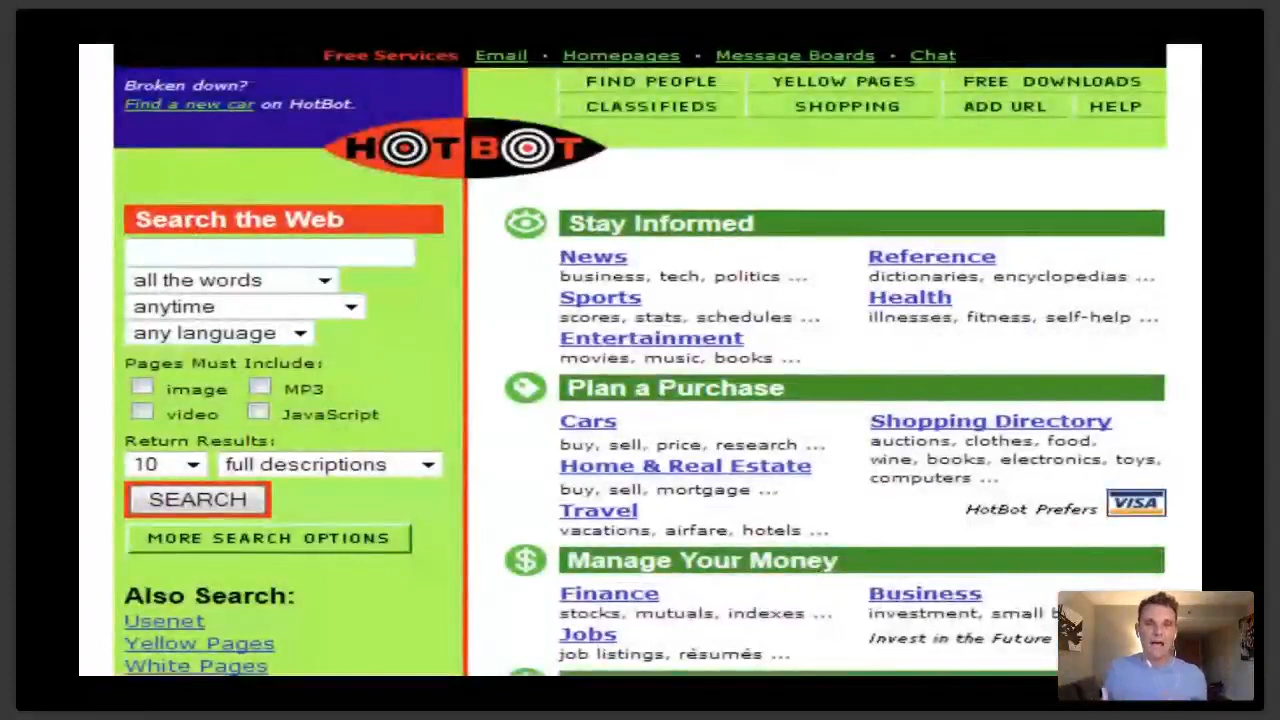 Free Services Email · Homepages · Message Boards · Chat
Broken down?
Find a new car on HotBot.
FIND PEOPLE YELLOW PAGES FREE DOWNLOADS
CLASSIFIEDS SHOPPING ADD URL HELP
HOTBOT
Search the Web
all the words
anytime
any language
Pages Must Include:
image MP3
video JavaScript
Return Results:
10 full descriptions
SEARCH
MORE SEARCH OPTIONS
Also Search:
Usenet
Yellow Pages
White Pages
Stay Informed
News
business, tech, politics ...
Sports
scores, stats, schedules ...
Entertainment
movies, music, books ...
Reference
dictionaries, encyclopedias ...
Health
illnesses, fitness, self-help ...
Plan a Purchase
Cars
buy, sell, price, research ...
Home & Real Estate
buy, sell, mortgage ...
Travel
vacations, airfare, hotels ...
Shopping Directory
auctions, clothes, food,
wine, books, electronics, toys,
computers ...
HotBot Prefers VISA
$ Manage Your Money
Finance
stocks, mutuals, indexes ...
Jobs
job listings, résumés ...
Business
investment, small
Invest in the Future